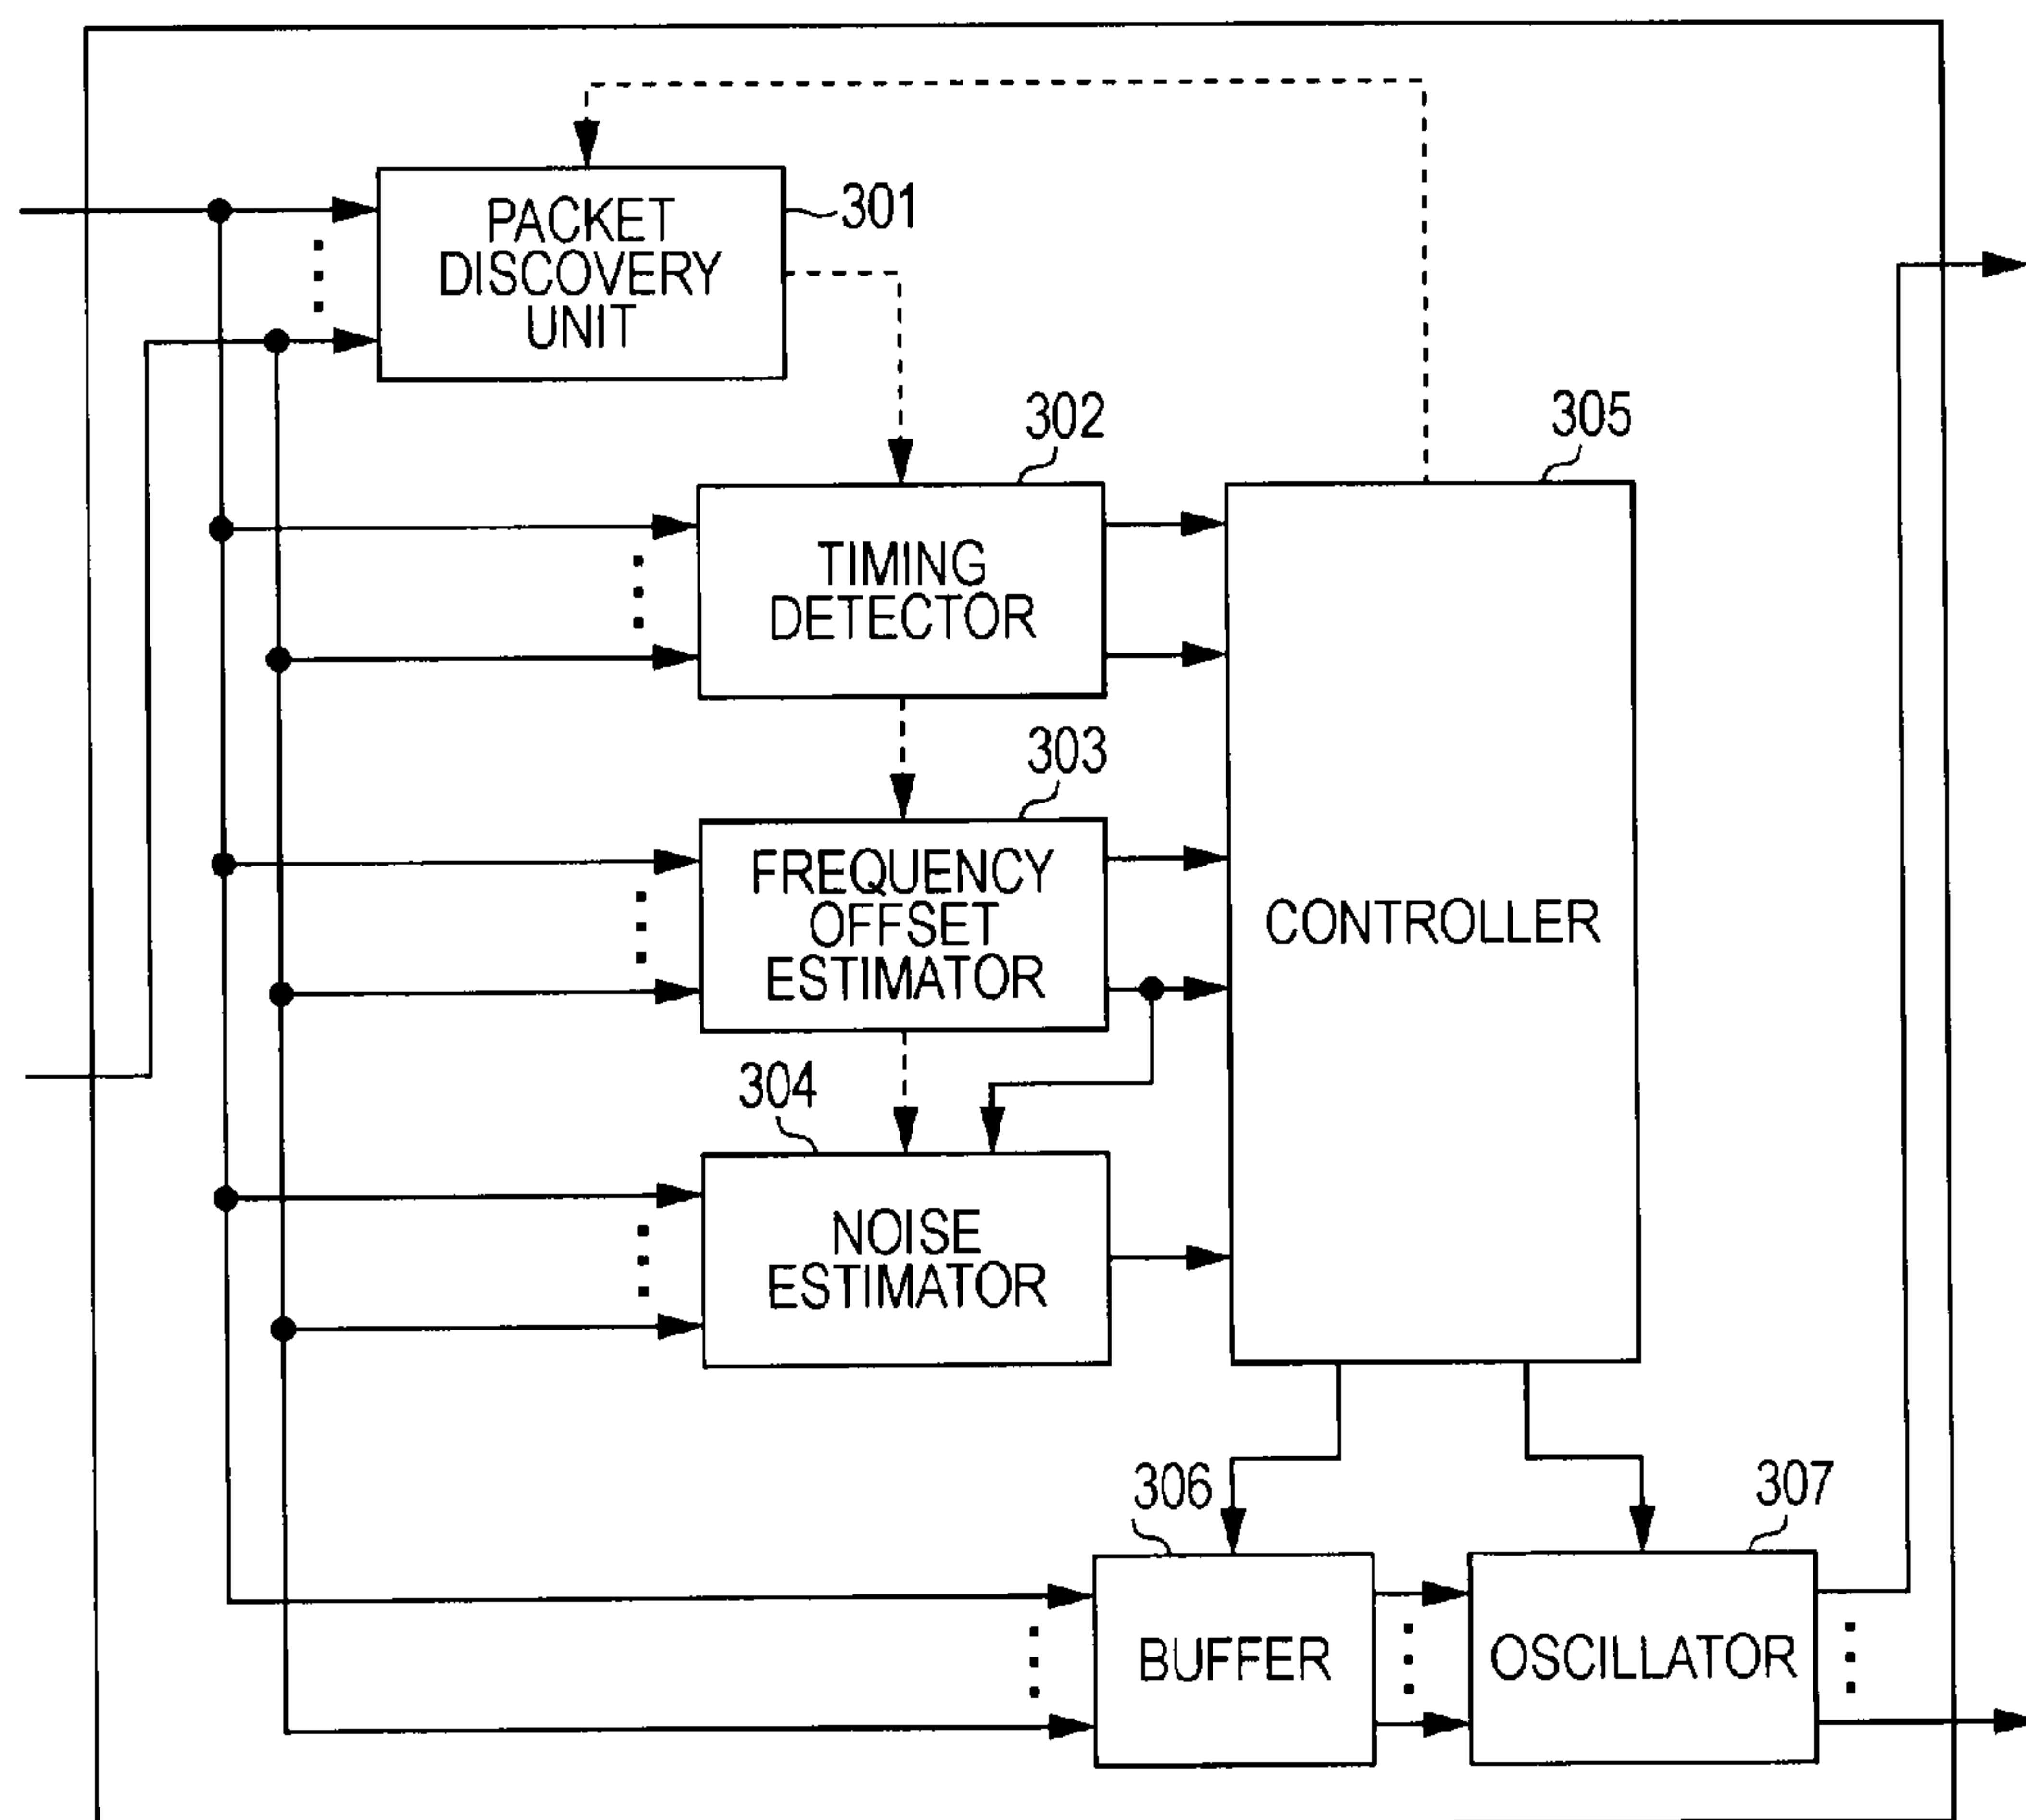 PACKET
DISCOVERY
UNIT
301
302
305
TIMING
DETECTOR
303
FREQUENCY
OFFSET
ESTIMATOR
CONTROLLER
304
NOISE
ESTIMATOR
306
307
BUFFER
OSCILLATOR